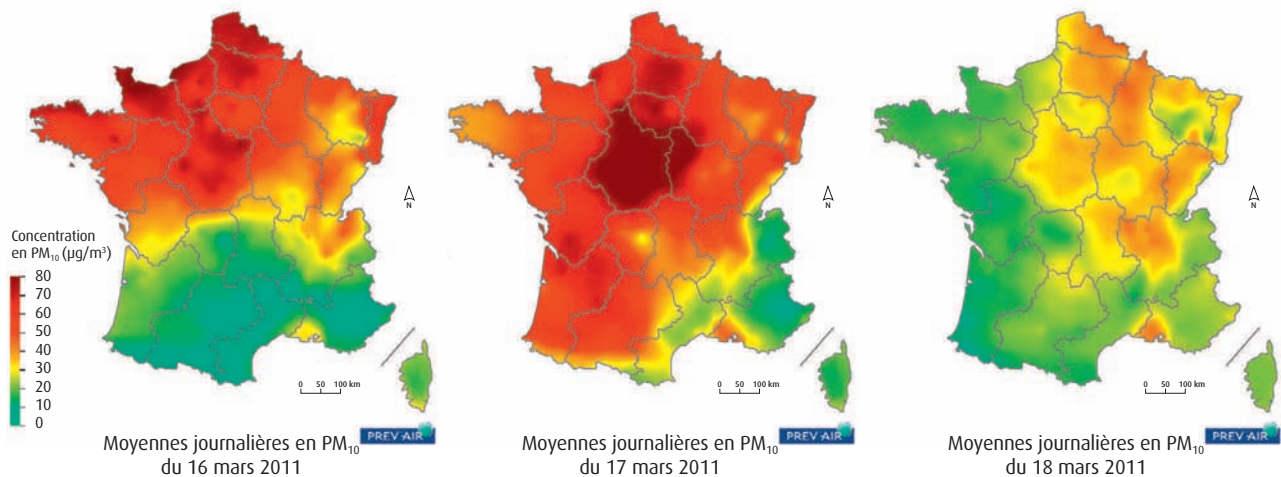 Concentration
en PM₁₀ (µg/m³)
80
70
60
50
40
30
20
10
0
N
0 50 100 km
PREV'AIR
Moyennes journalières en PM₁₀
du 16 mars 2011
N
0 50 100 km
PREV'AIR
Moyennes journalières en PM₁₀
du 17 mars 2011
N
0 50 100 km
PREV'AIR
Moyennes journalières en PM₁₀
du 18 mars 2011